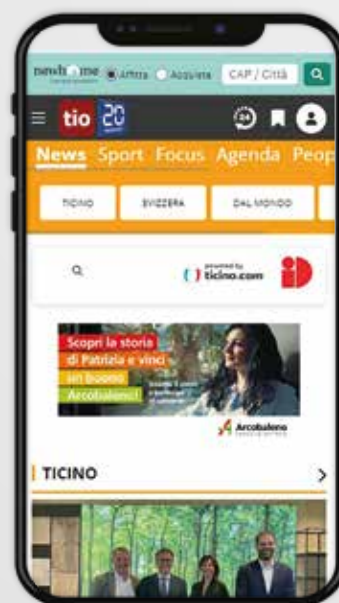 newhome Affitta Acquista CAP / Città
tio 20 24
News Sport Focus Agenda Peop
TICINO SVIZZERA DAL MONDO
presented by
ticino.com
Scopri la storia
di Patrizia e vinci
un buono
Arcobaleno!
Arcobaleno
TICINO